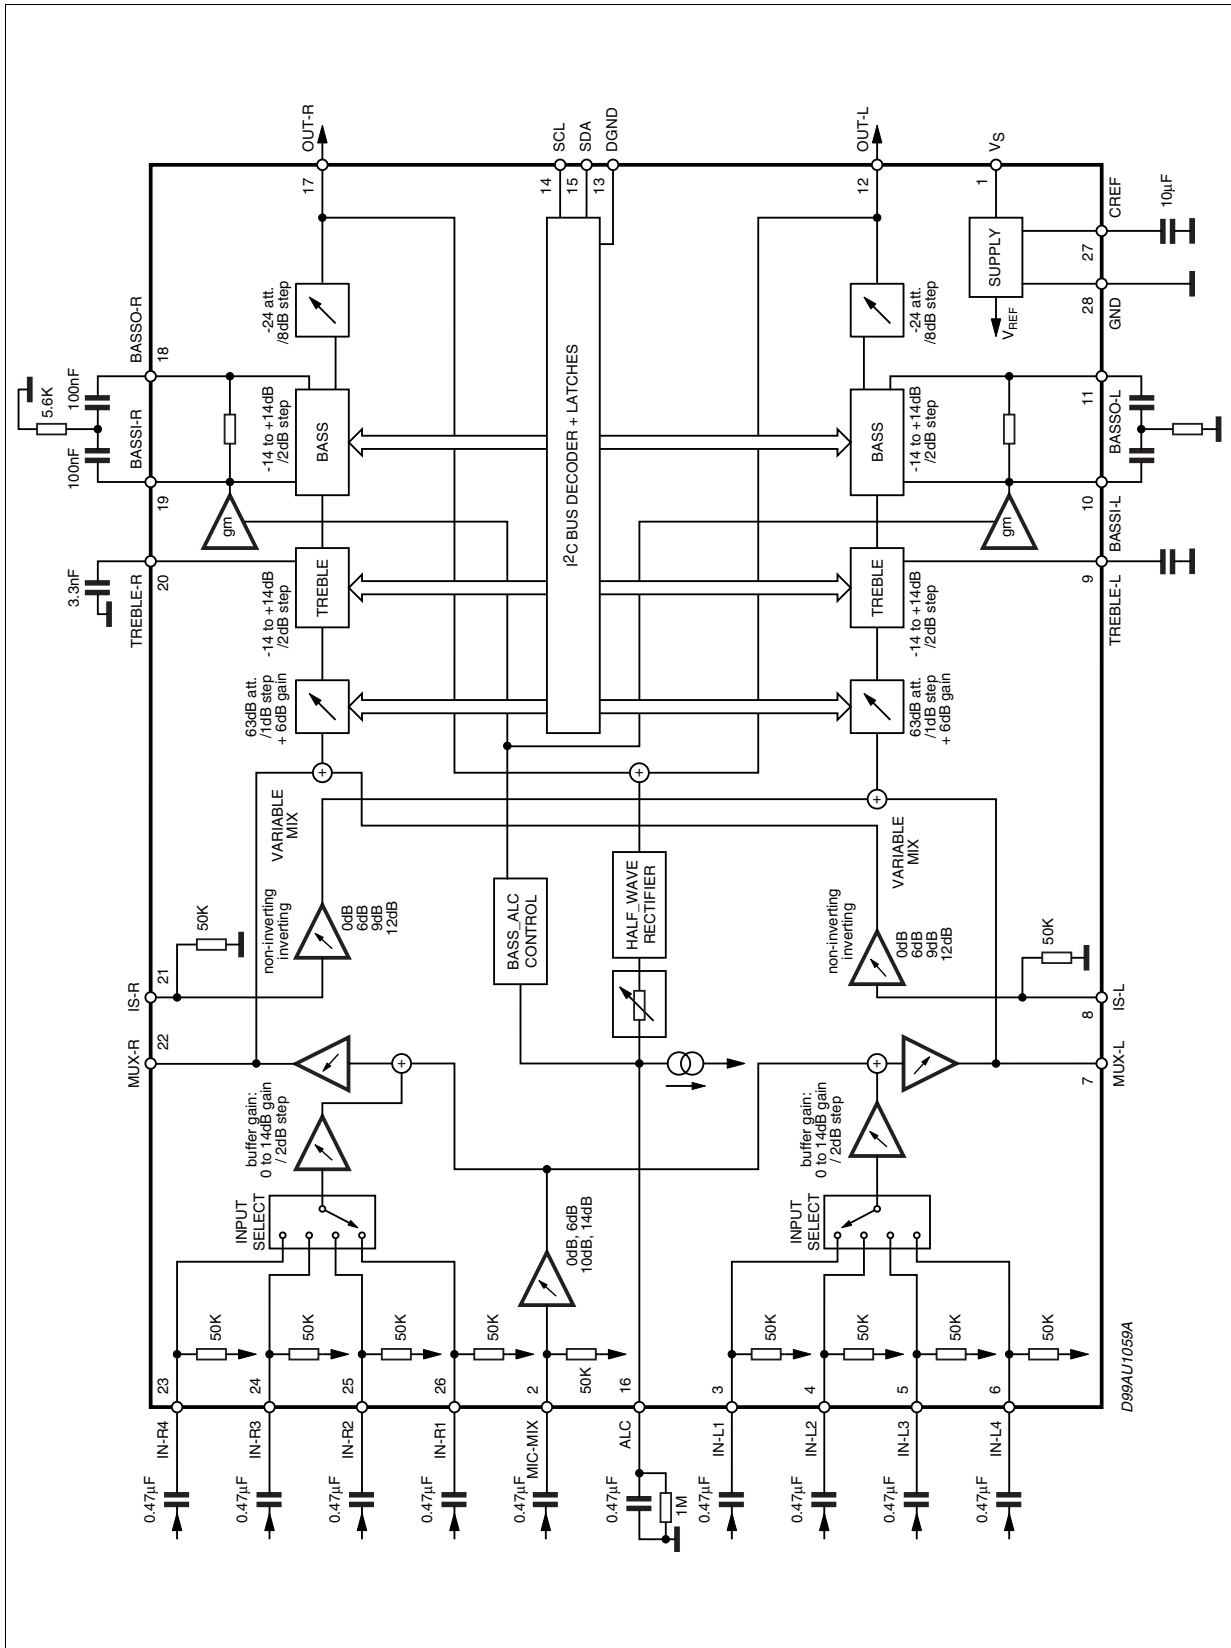 OUT-R
SCL
SDA
DGND
OUT-L
VS
17
14
15
13
12
1
CREF
10µF
27
SUPPLY
28
GND
VREF
BASSO-R
18
5.6K
100nF
100nF
BASSI-R
19
-24 att.
/8dB step
-24 att.
/8dB step
-14 to +14dB
/2dB step
BASS
I2C BUS DECODER + LATCHES
BASS
-14 to +14dB
/2dB step
11
BASSO-L
10
BASSI-L
gm
gm
3.3nF
TREBLE-R
20
-14 to +14dB
/2dB step
TREBLE
TREBLE
-14 to +14dB
/2dB step
9
TREBLE-L
63dB att.
/1dB step
+ 6dB gain
63dB att.
/1dB step
+ 6dB gain
+
+
+
VARIABLE
MIX
VARIABLE
MIX
50K
non-inverting
inverting
0dB
6dB
9dB
12dB
BASS_ALC
CONTROL
HALF_WAVE
RECTIFIER
non-inverting
inverting
0dB
6dB
9dB
12dB
50K
IS-R
21
MUX-R
22
8
IS-L
7
MUX-L
+
+
buffer gain:
0 to 14dB gain
/ 2dB step
buffer gain:
0 to 14dB gain
/ 2dB step
INPUT
SELECT
0dB, 6dB
10dB, 14dB
INPUT
SELECT
50K
50K
50K
50K
50K
50K
50K
50K
50K
23
24
25
26
2
16
3
4
5
6
IN-R4
IN-R3
IN-R2
IN-R1
MIC-MIX
ALC
IN-L1
IN-L2
IN-L3
IN-L4
0.47µF
0.47µF
0.47µF
0.47µF
0.47µF
0.47µF
1M
0.47µF
0.47µF
0.47µF
0.47µF
D99AU1059A